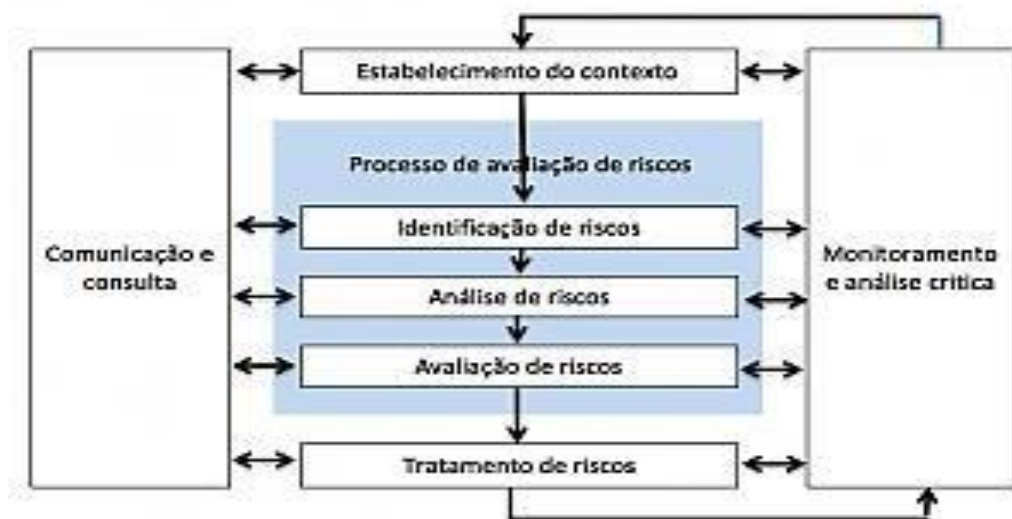 Estabelecimento do contexto
Processo de avaliação de riscos
Identificação de riscos
Comunicação e
consulta
Monitoramento
e análise crítica
Análise de riscos
Avaliação de riscos
Tratamento de riscos